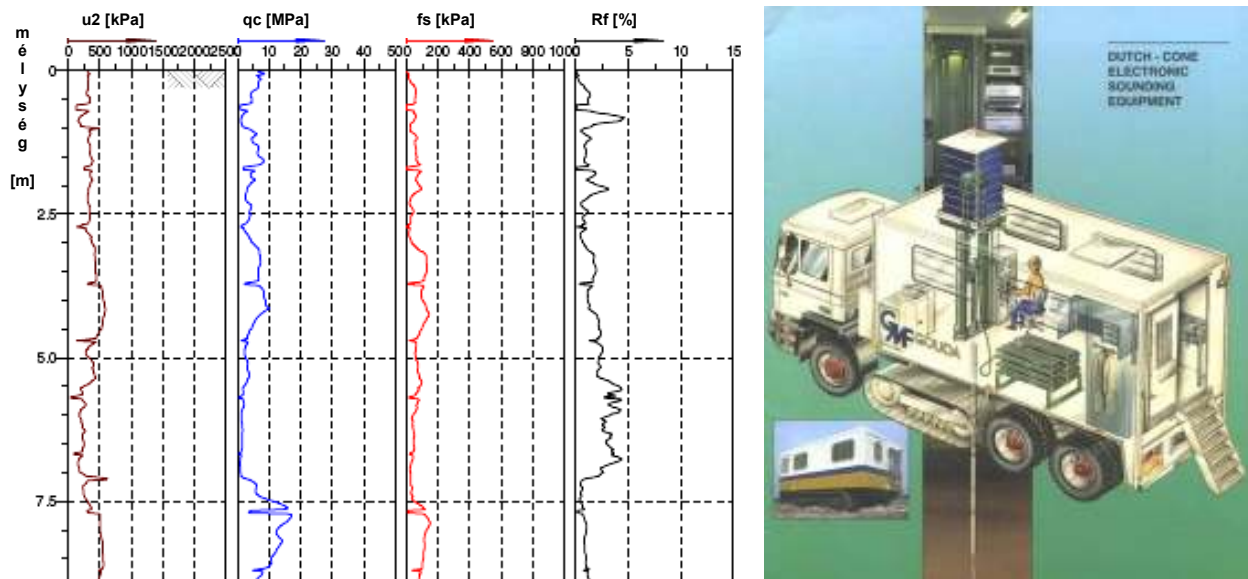 u2 [kPa]
qc [MPa]
fs [kPa]
Rf [%]
0 500 1000 1500 2000 2500
0 10 20 30 40 50
0 200 400 600 800 1000
0 5 10 15
mélység
[m]
0
2.5
5.0
7.5
DUTCH - CONE
ELECTRONIC
SOUNDING
EQUIPMENT
GMF GOUDA